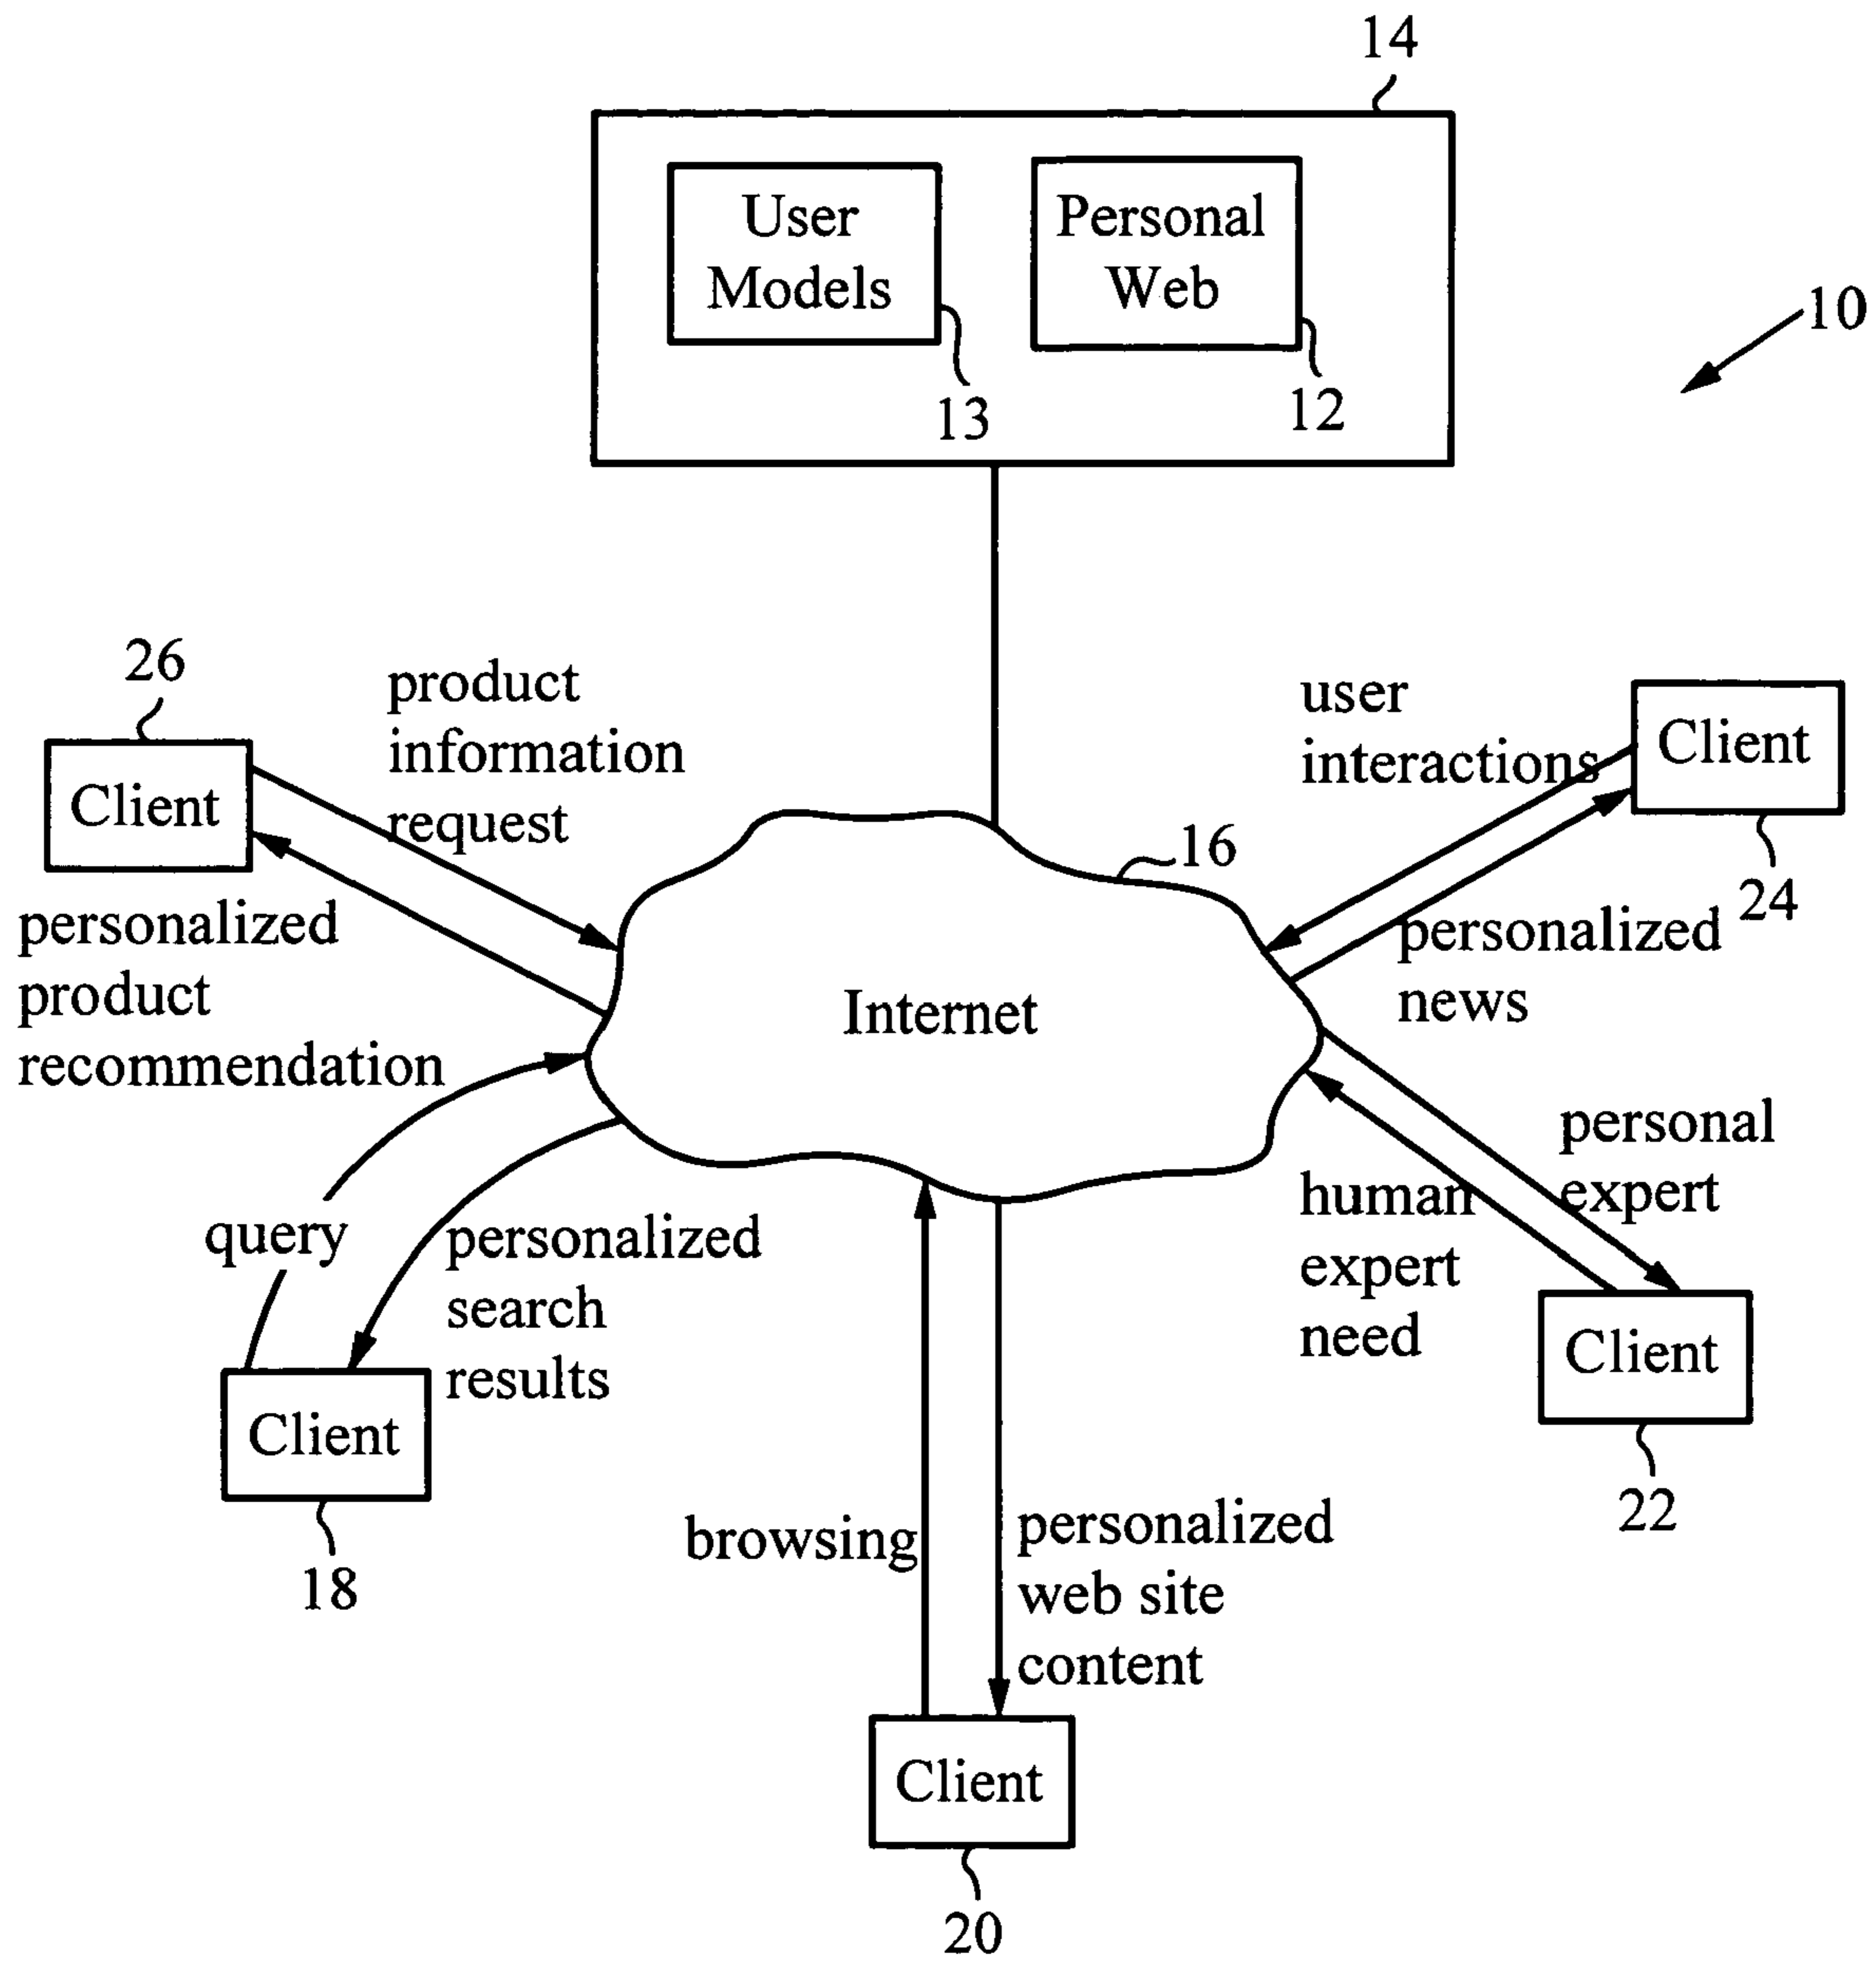 14
User
Models
Personal
Web
10
13
12
26
product
information
request
user
interactions
Client
Client
16
24
personalized
product
recommendation
personalized
news
Internet
personal
expert
human
expert
need
query
personalized
search
results
Client
Client
22
18
browsing
personalized
web site
content
Client
20